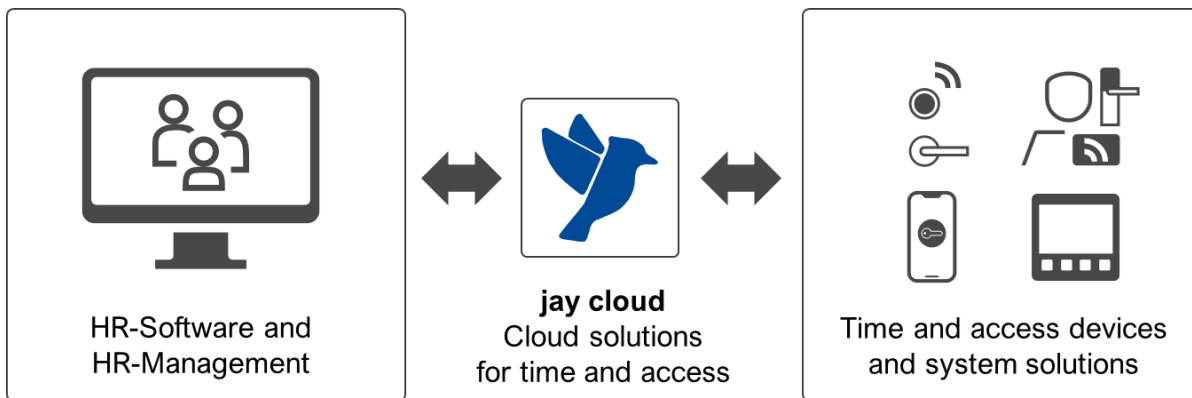 HR-Software and
HR-Management
jay cloud
Cloud solutions
for time and access
Time and access devices
and system solutions